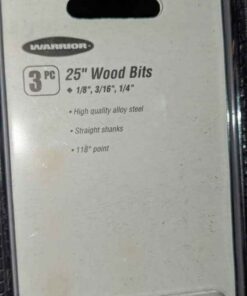 WARRIOR
3 PC
25" Wood Bits
◆ 1/8", 3/16", 1/4"
• High quality alloy steel
• Straight shanks
• 118° point